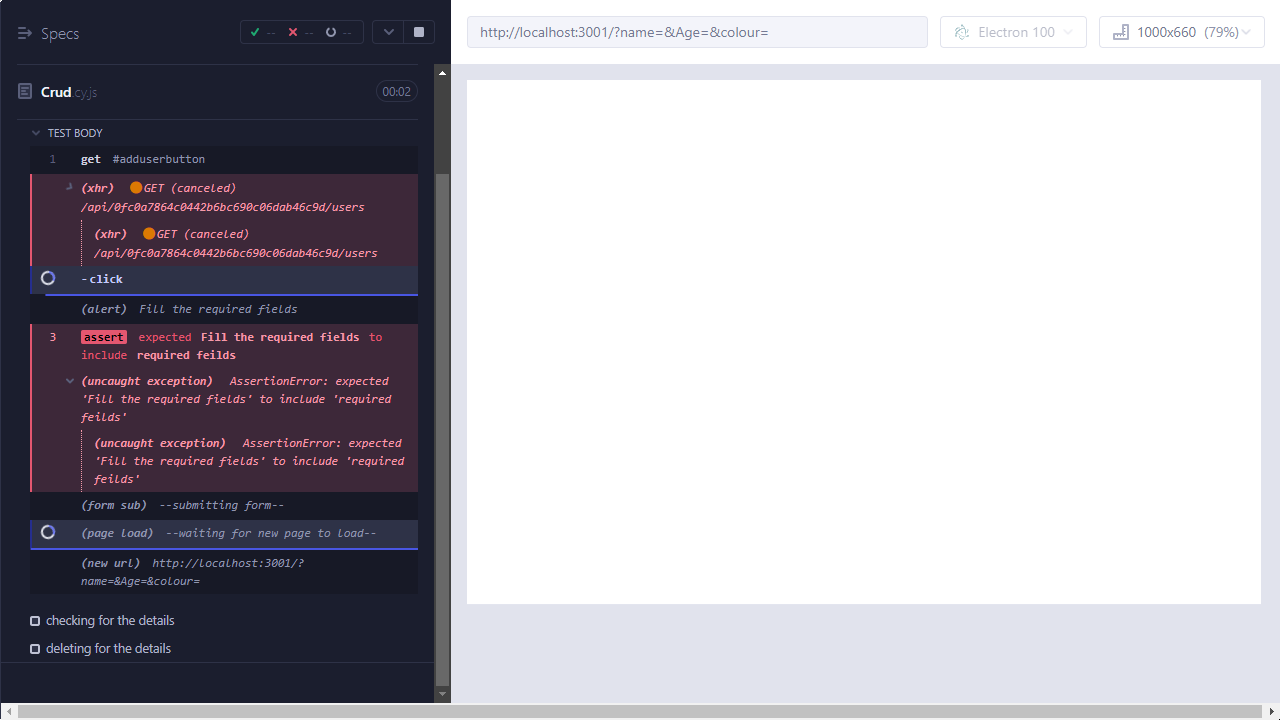 Specs
-- -- --
http://localhost:3001/?name=&Age=&colour=
Electron 100
1000x660 (79%)
Crud.cy.js
00:02
TEST BODY
1 get #adduserbutton
(xhr) GET (canceled)
/api/0fc0a7864c0442b6bc690c06dab46c9d/users
(xhr) GET (canceled)
/api/0fc0a7864c0442b6bc690c06dab46c9d/users
-click
(alert) Fill the required fields
3 assert expected Fill the required fields to
include required feilds
(uncaught exception) AssertionError: expected
'Fill the required fields' to include 'required
feilds'
(uncaught exception) AssertionError: expected
'Fill the required fields' to include 'required
feilds'
(form sub) --submitting form--
(page load) --waiting for new page to load--
(new url) http://localhost:3001/?
name=&Age=&colour=
checking for the details
deleting for the details